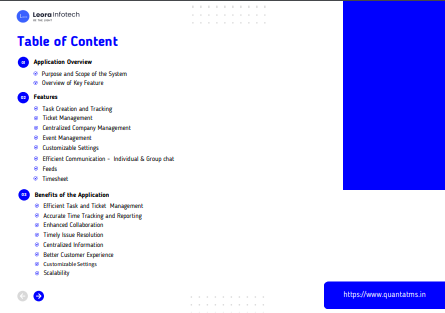 Loora Infotech
Table of Content
01 Application Overview
Purpose and Scope of the System
Overview of Key Feature
02 Features
Task Creation and Tracking
Ticket Management
Centralized Company Management
Event Management
Customizable Settings
Efficient Communication - Individual & Group chat
Feeds
Timesheet
03 Benefits of the Application
Efficient Task and Ticket Management
Accurate Time Tracking and Reporting
Enhanced Collaboration
Timely Issue Resolution
Centralized Information
Better Customer Experience
Customizable Settings
Scalability
https://www.quantatms.in